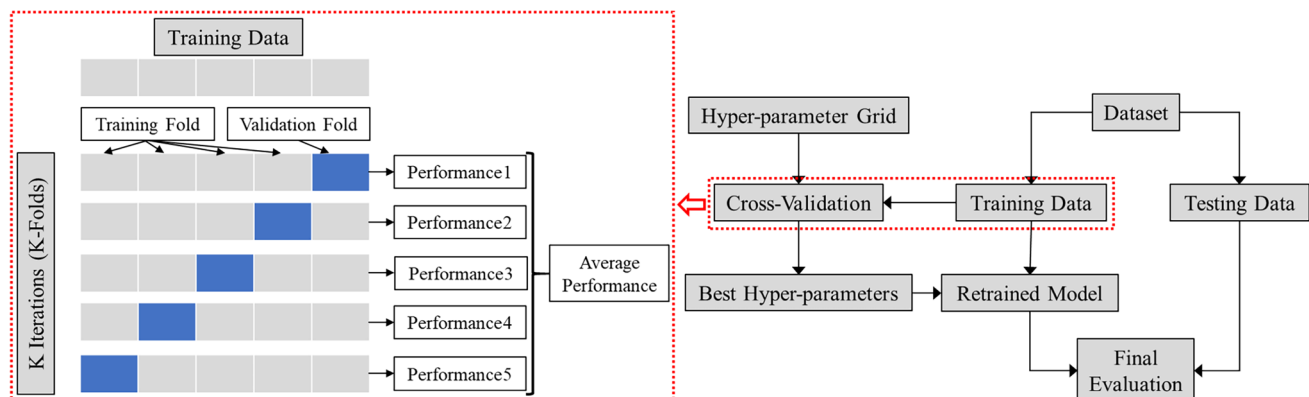 Training Data
Training Fold
Validation Fold
K Iterations (K-Folds)
Performance1
Performance2
Performance3
Performance4
Performance5
Average
Performance
Hyper-parameter Grid
Dataset
Cross-Validation
Training Data
Testing Data
Best Hyper-parameters
Retrained Model
Final
Evaluation